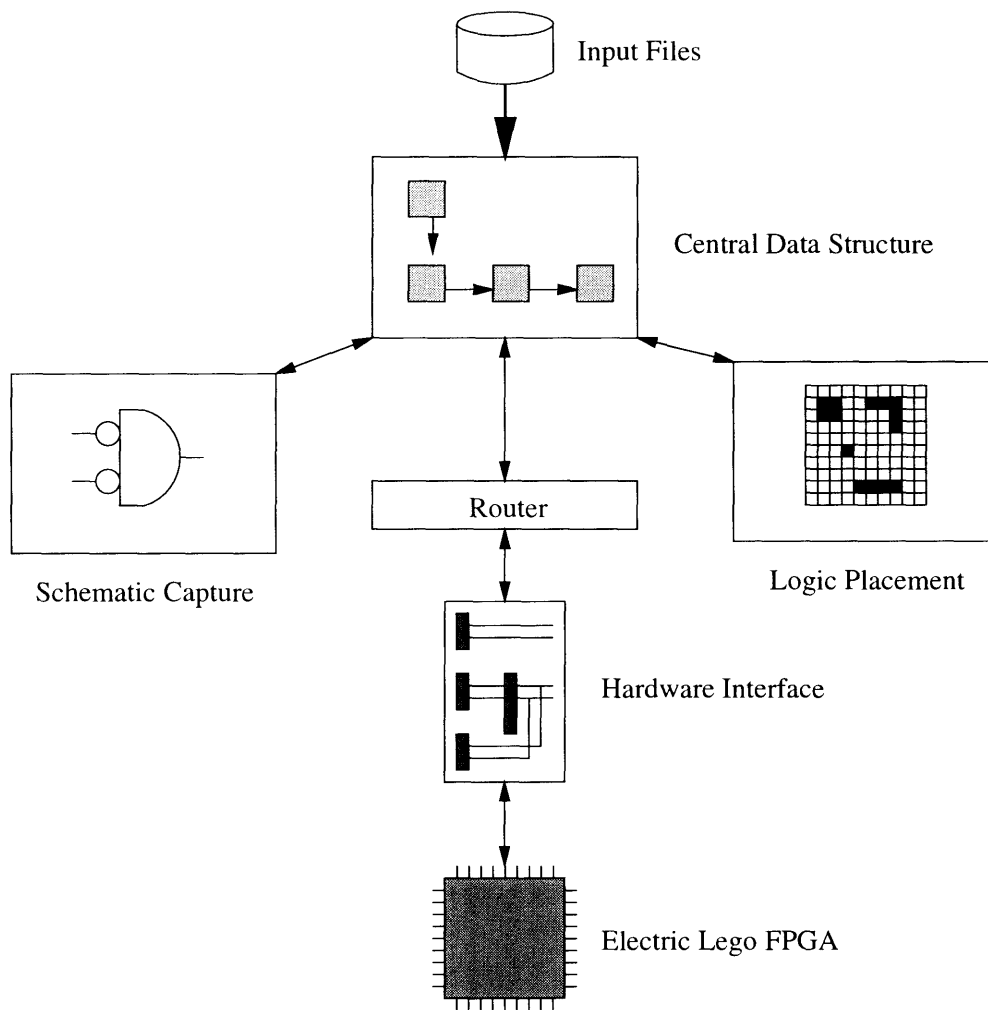 Input Files
Central Data Structure
Router
Schematic Capture
Logic Placement
Hardware Interface
Electric Lego FPGA